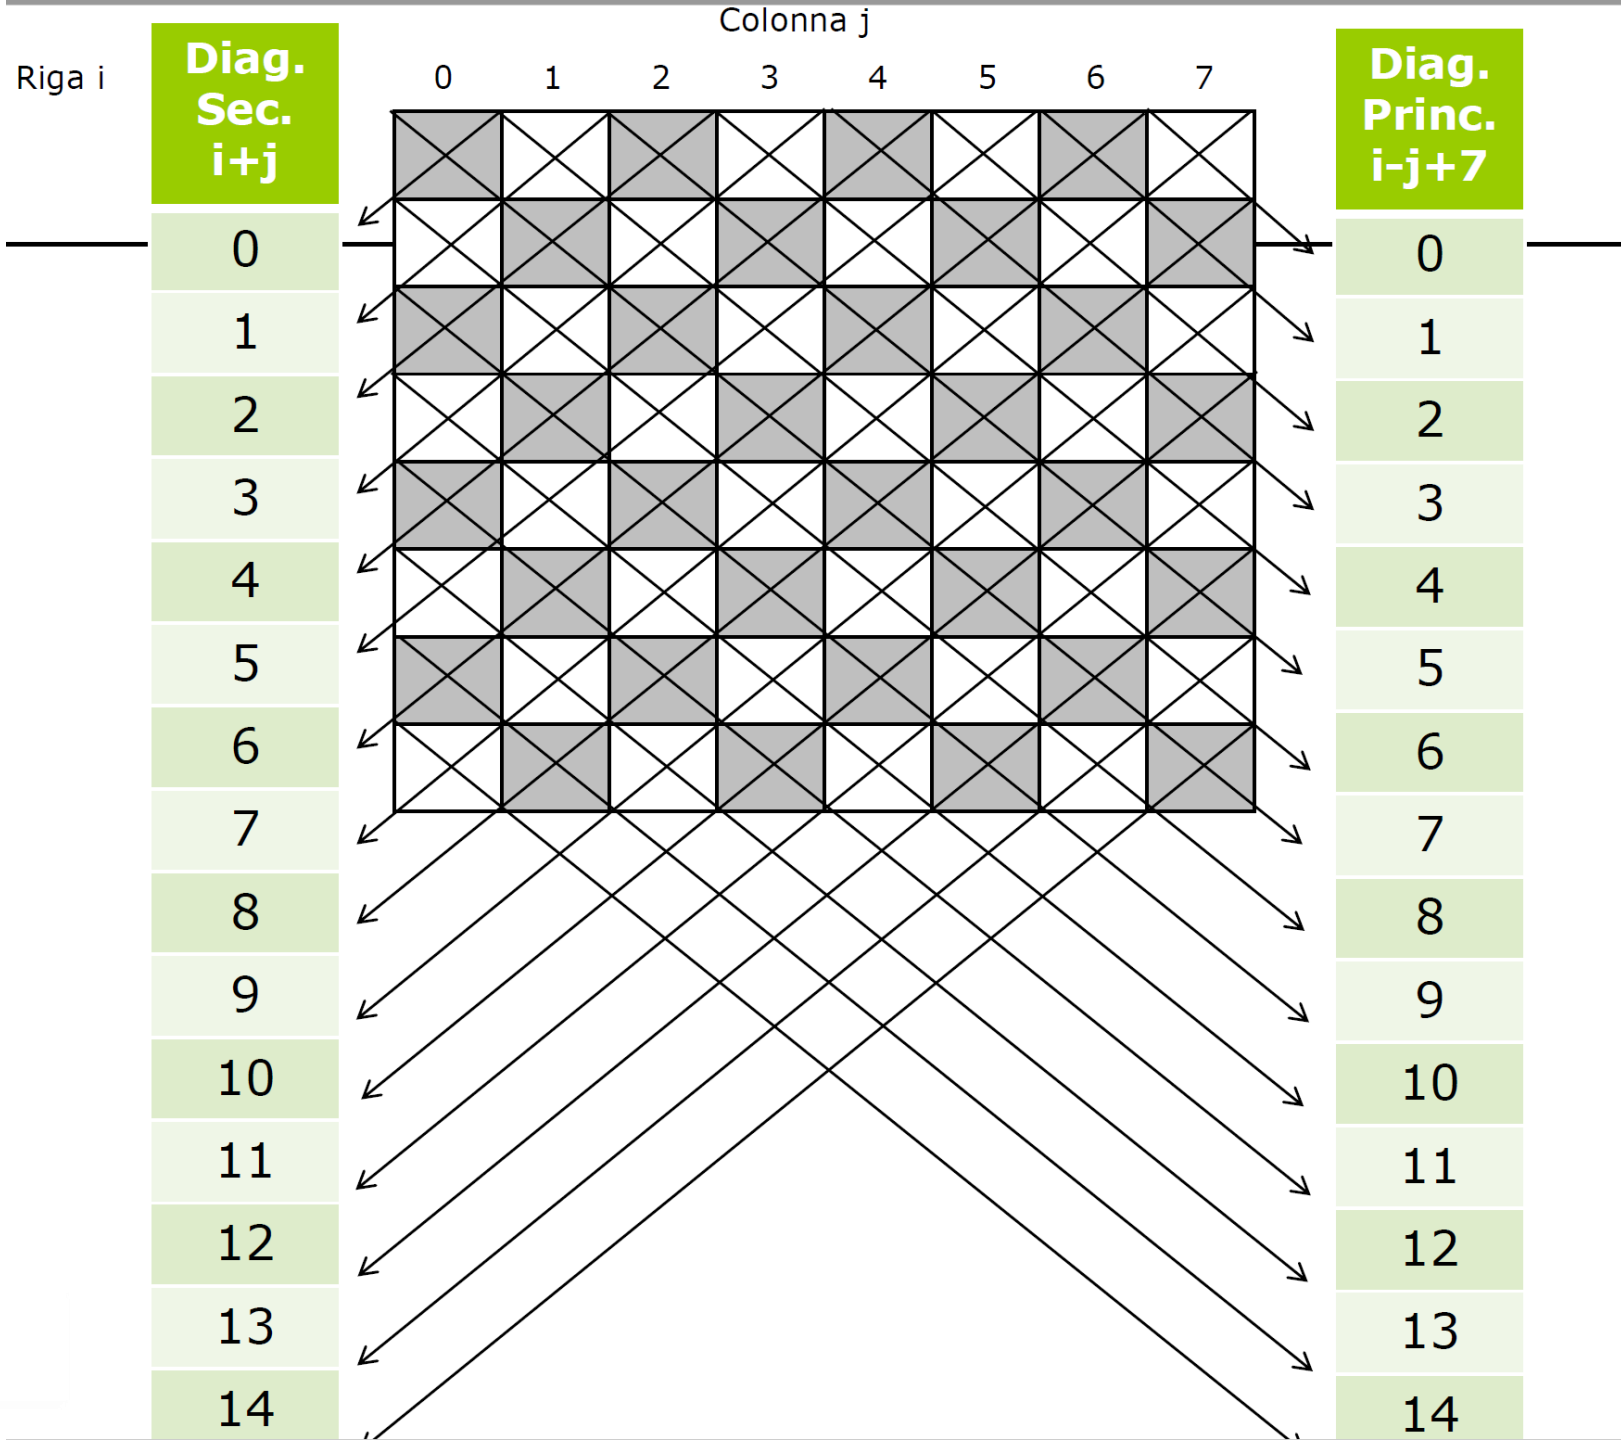 Colonna j
Riga i
Diag.
Sec.
i+j
0 1 2 3 4 5 6 7
Diag.
Princ.
i-j+7
0 0
1 1
2 2
3 3
4 4
5 5
6 6
7 7
8 8
9 9
10 10
11 11
12 12
13 13
14 14